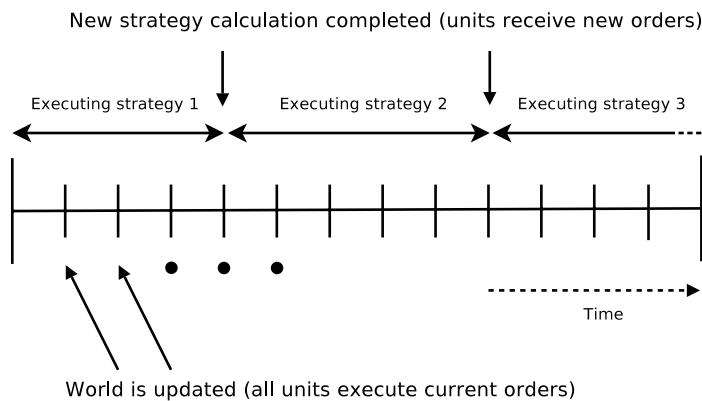 New strategy calculation completed (units receive new orders)
Executing strategy 1
Executing strategy 2
Executing strategy 3
Time
World is updated (all units execute current orders)